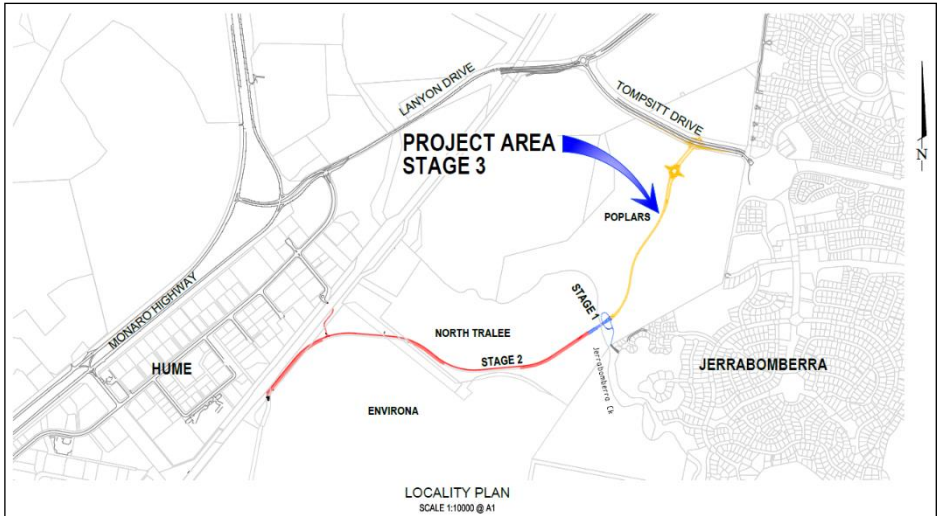 LANYON DRIVE
TOMPSITT DRIVE
PROJECT AREA
STAGE 3
N
POPLARS
MONARO HIGHWAY
STAGE 1
NORTH TRALEE
HUME
STAGE 2
Jerrabomberra Ck
JERRABOMBERRA
ENVIRONA
LOCALITY PLAN
SCALE 1:10000 @ A1